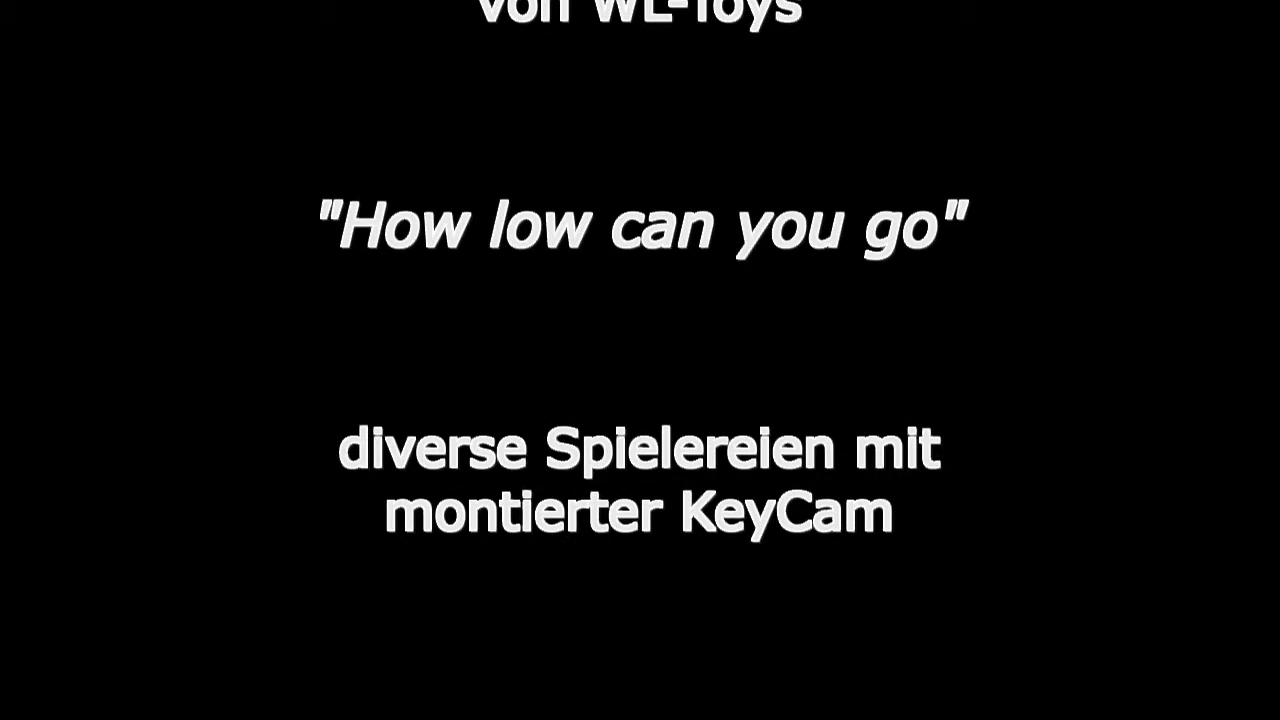 von WL-Toys
"How low can you go"
diverse Spielereien mit
montierter KeyCam